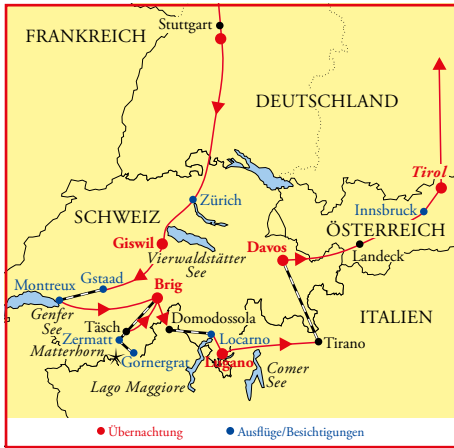 Stuttgart
FRANKREICH
DEUTSCHLAND
Tirol
Zürich
Innsbruck
SCHWEIZ
ÖSTERREICH
Giswil
Vierwaldstätter
See
Davos
Landeck
Gstaad
Montreux
Brig
Genfer
See
ITALIEN
Täsch
Domodossola
Zermatt
Locarno
Tirano
Matterhorn
Gornergrat
Lugano
Lago Maggiore
Comer
See
Übernachtung
Ausflüge/Besichtigungen